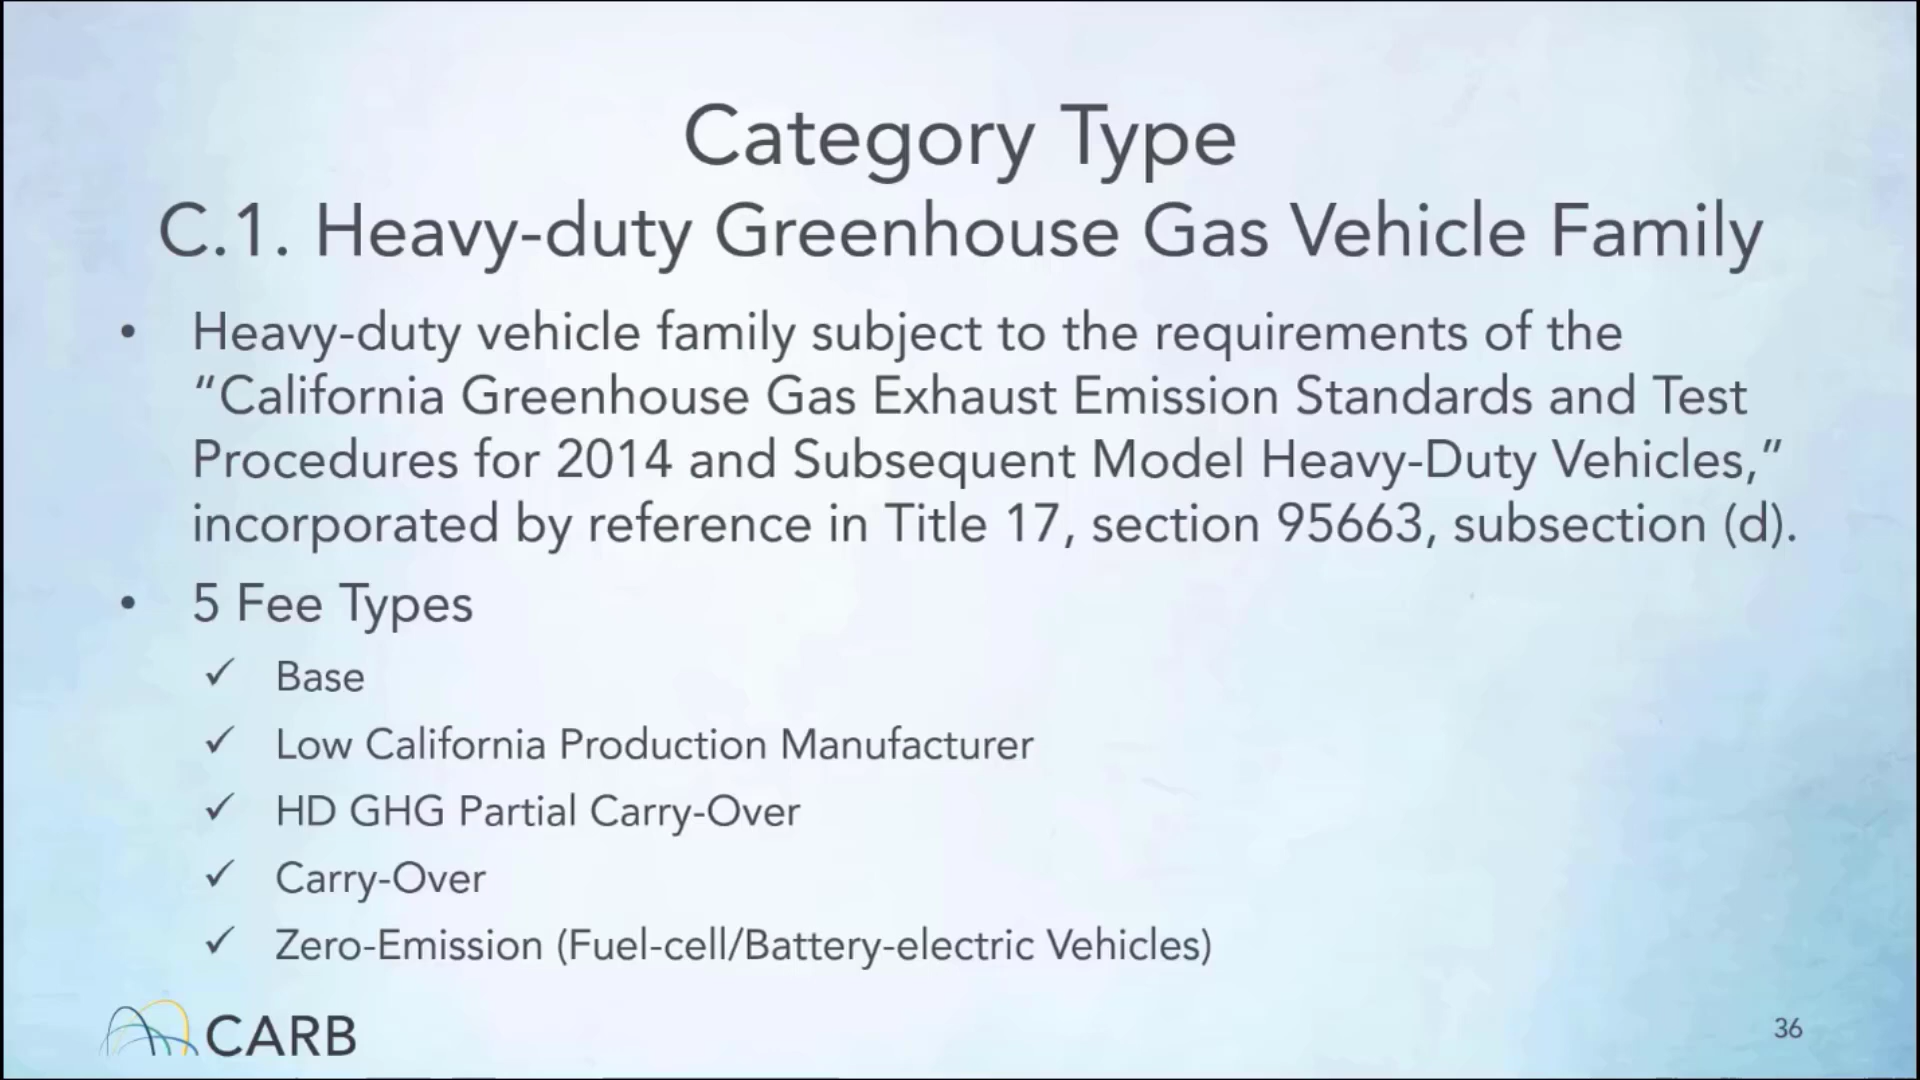 Category Type
C.1. Heavy-duty Greenhouse Gas Vehicle Family
• Heavy-duty vehicle family subject to the requirements of the
“California Greenhouse Gas Exhaust Emission Standards and Test
Procedures for 2014 and Subsequent Model Heavy-Duty Vehicles,”
incorporated by reference in Title 17, section 95663, subsection (d).
• 5 Fee Types
✓ Base
✓ Low California Production Manufacturer
✓ HD GHG Partial Carry-Over
✓ Carry-Over
✓ Zero-Emission (Fuel-cell/Battery-electric Vehicles)
CARB
36